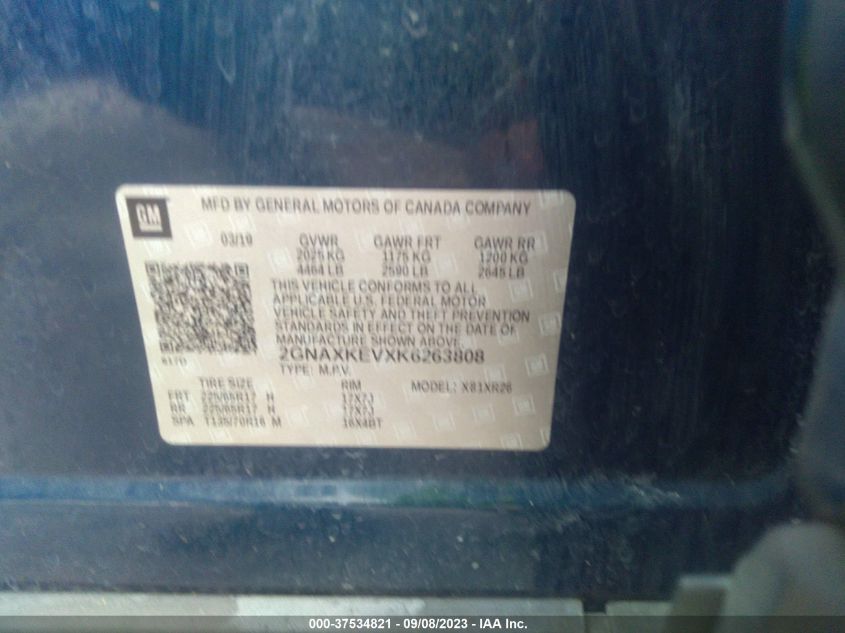 GM
MFD BY GENERAL MOTORS OF CANADA COMPANY
03/19 GVWR GAWR FRT GAWR RR
2025 KG 1175 KG 1200 KG
4464 LB 2590 LB 2645 LB
THIS VEHICLE CONFORMS TO ALL
APPLICABLE U.S. FEDERAL MOTOR
VEHICLE SAFETY AND THEFT PREVENTION
STANDARDS IN EFFECT ON THE DATE OF
MANUFACTURE SHOWN ABOVE.
2GNAXKEVXK6263808
TYPE: M.P.V. MODEL: X81XR26
TIRE SIZE RIM
FRT 225/65R17 H 17X7J
RR 225/65R17 H 17X7J
SPA T135/70R16 M 16X4BT
000-37534821 - 09/08/2023 - IAA Inc.